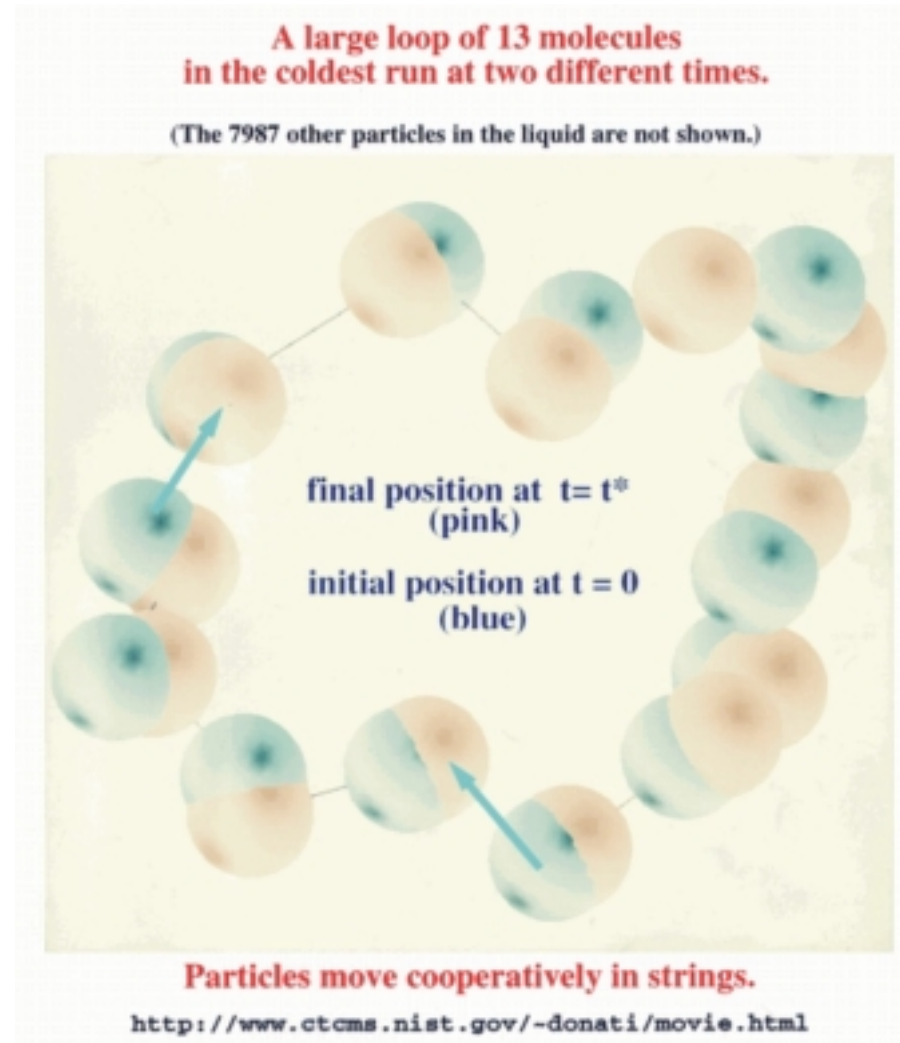 A large loop of 13 molecules
in the coldest run at two different times.
(The 7987 other particles in the liquid are not shown.)
final position at t= t*
(pink)
initial position at t = 0
(blue)
Particles move cooperatively in strings.
http://www.ctcms.nist.gov/~donati/movie.html